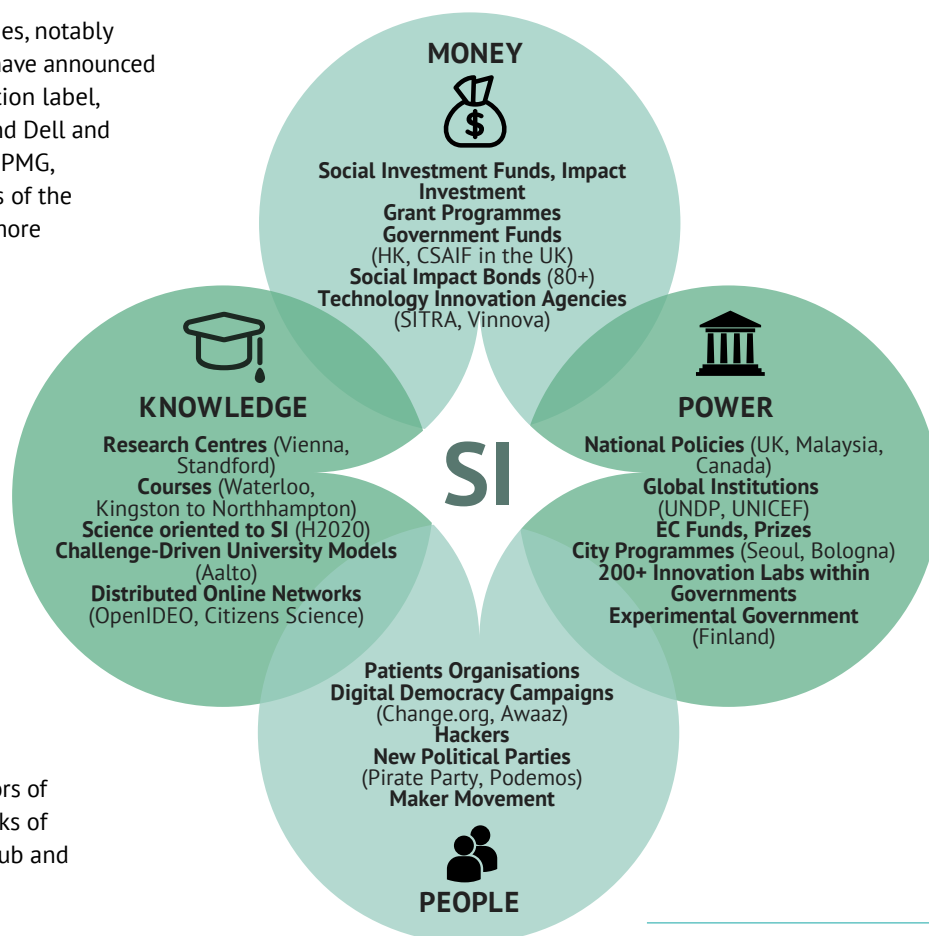 es, notably
have announced
tion label,
nd Dell and
PMG,
s of the
more
MONEY
$
Social Investment Funds, Impact
Investment
Grant Programmes
Government Funds
(HK, CSAIF in the UK)
Social Impact Bonds (80+)
Technology Innovation Agencies
(SITRA, Vinnova)
KNOWLEDGE
Research Centres (Vienna,
Standford)
Courses (Waterloo,
Kingston to Northhampton)
Science oriented to SI (H2020)
Challenge-Driven University Models
(Aalto)
Distributed Online Networks
(OpenIDEO, Citizens Science)
SI
POWER
National Policies (UK, Malaysia,
Canada)
Global Institutions
(UNDP, UNICEF)
EC Funds, Prizes
City Programmes (Seoul, Bologna)
200+ Innovation Labs within
Governments
Experimental Government
(Finland)
Patients Organisations
Digital Democracy Campaigns
(Change.org, Awaaz)
Hackers
New Political Parties
(Pirate Party, Podemos)
Maker Movement
PEOPLE
ors of
ks of
ub and